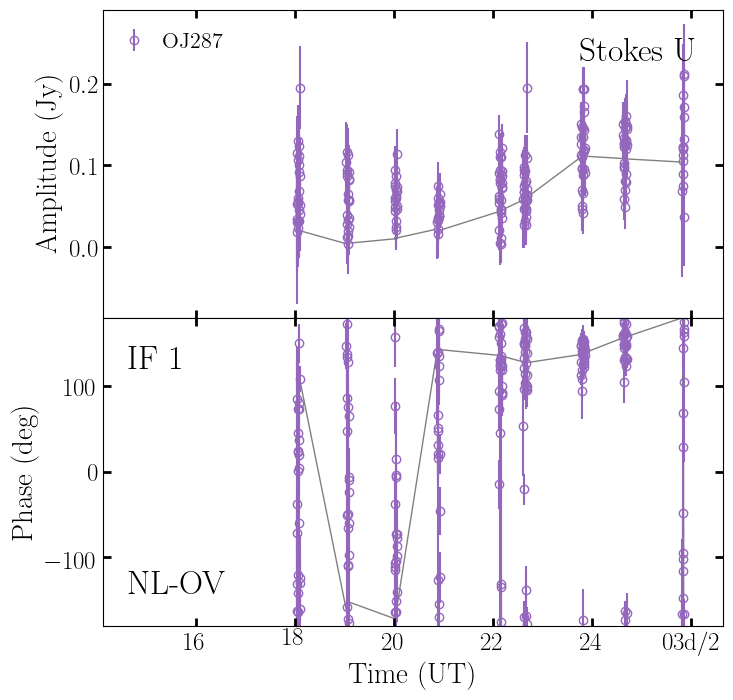 OJ287
Stokes U
Amplitude (Jy)
0.2
0.1
0.0
IF 1
NL-OV
Phase (deg)
100
0
−100
16 18 20 22 24 03d/2
Time (UT)